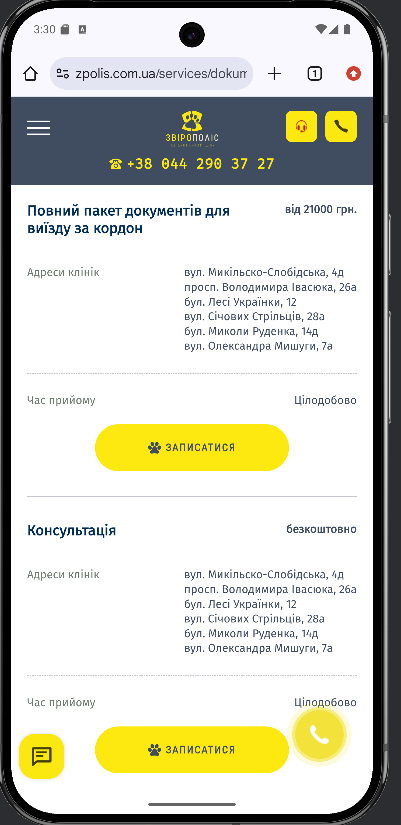 3:30
zpolis.com.ua/services/dokum
1
ЗВІРОПОЛІС
☎ +38 044 290 37 27
Повний пакет документів для
виїзду за кордон
від 21000 грн.
Адреси клінік
вул. Микільсько-Слобідська, 4д
просп. Володимира Івасюка, 26а
бул. Лесі Українки, 12
вул. Січових Стрільців, 28а
бул. Миколи Руденка, 14д
вул. Олександра Мишуги, 7а
Час прийому
Цілодобово
ЗАПИСАТИСЯ
Консультація
безкоштовно
Адреси клінік
вул. Микільсько-Слобідська, 4д
просп. Володимира Івасюка, 26а
бул. Лесі Українки, 12
вул. Січових Стрільців, 28а
бул. Миколи Руденка, 14д
вул. Олександра Мишуги, 7а
Час прийому
Цілодобово
ЗАПИСАТИСЯ